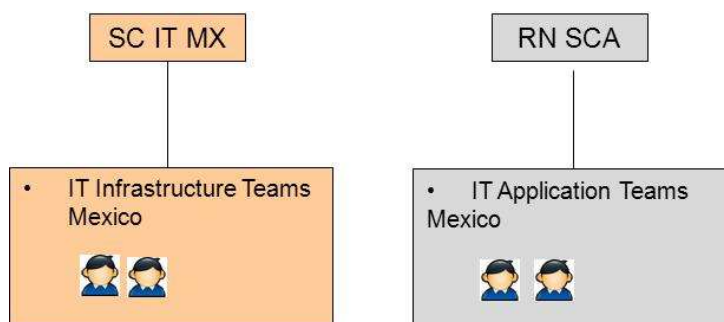 SC IT MX
RN SCA
• IT Infrastructure Teams
Mexico
• IT Application Teams
Mexico